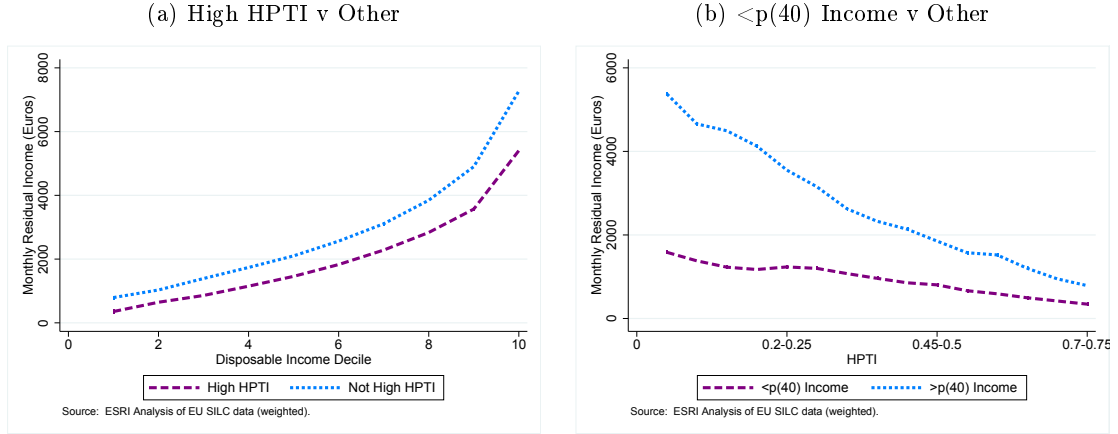 (a) High HPTI v Other
Monthly Residual Income (Euros)
8000
6000
4000
2000
0
0 2 4 6 8 10
Disposable Income Decile
High HPTI Not High HPTI
Source: ESRI Analysis of EU SILC data (weighted).
(b) <p(40) Income v Other
Monthly Residual Income (Euros)
6000
4000
2000
0
0 0.2-0.25 0.45-0.5 0.7-0.75
HPTI
<p(40) Income >p(40) Income
Source: ESRI Analysis of EU SILC data (weighted).